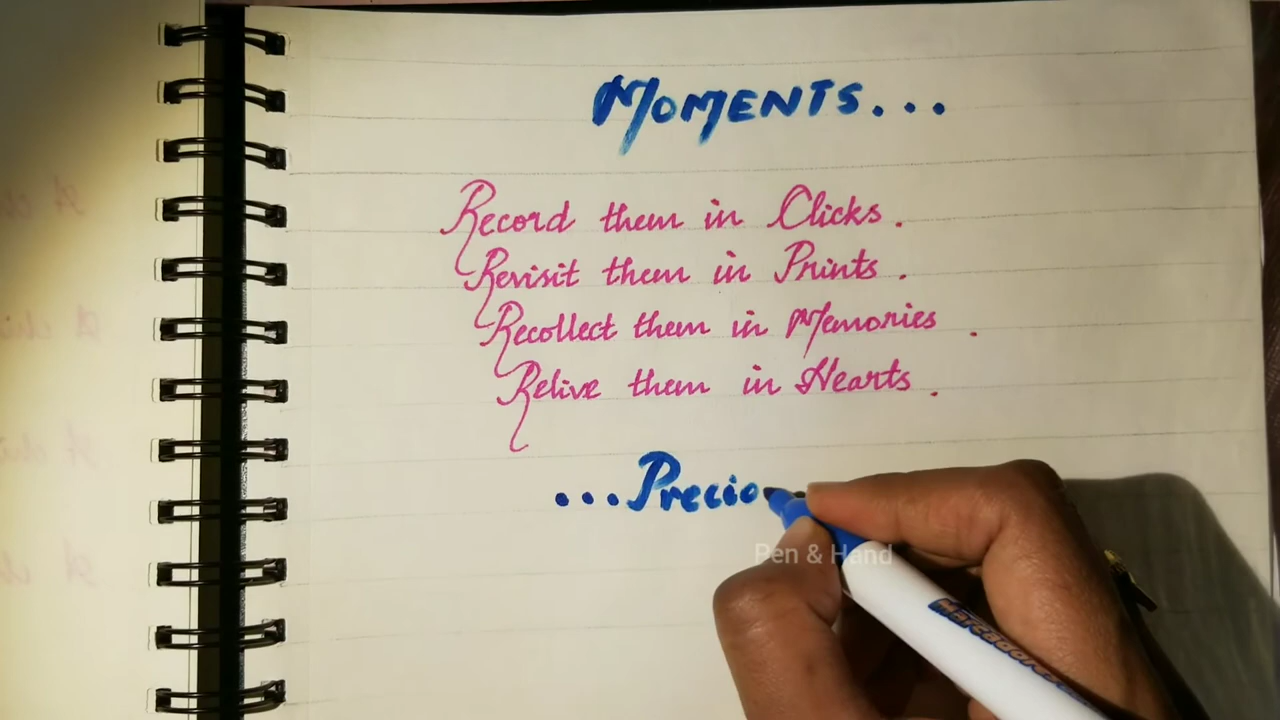 MOMENTS...
Record them in Clicks.
Revisit them in Prints.
Recollect them in Memories.
Relive them in Hearts.
...Precio
Pen & Hand